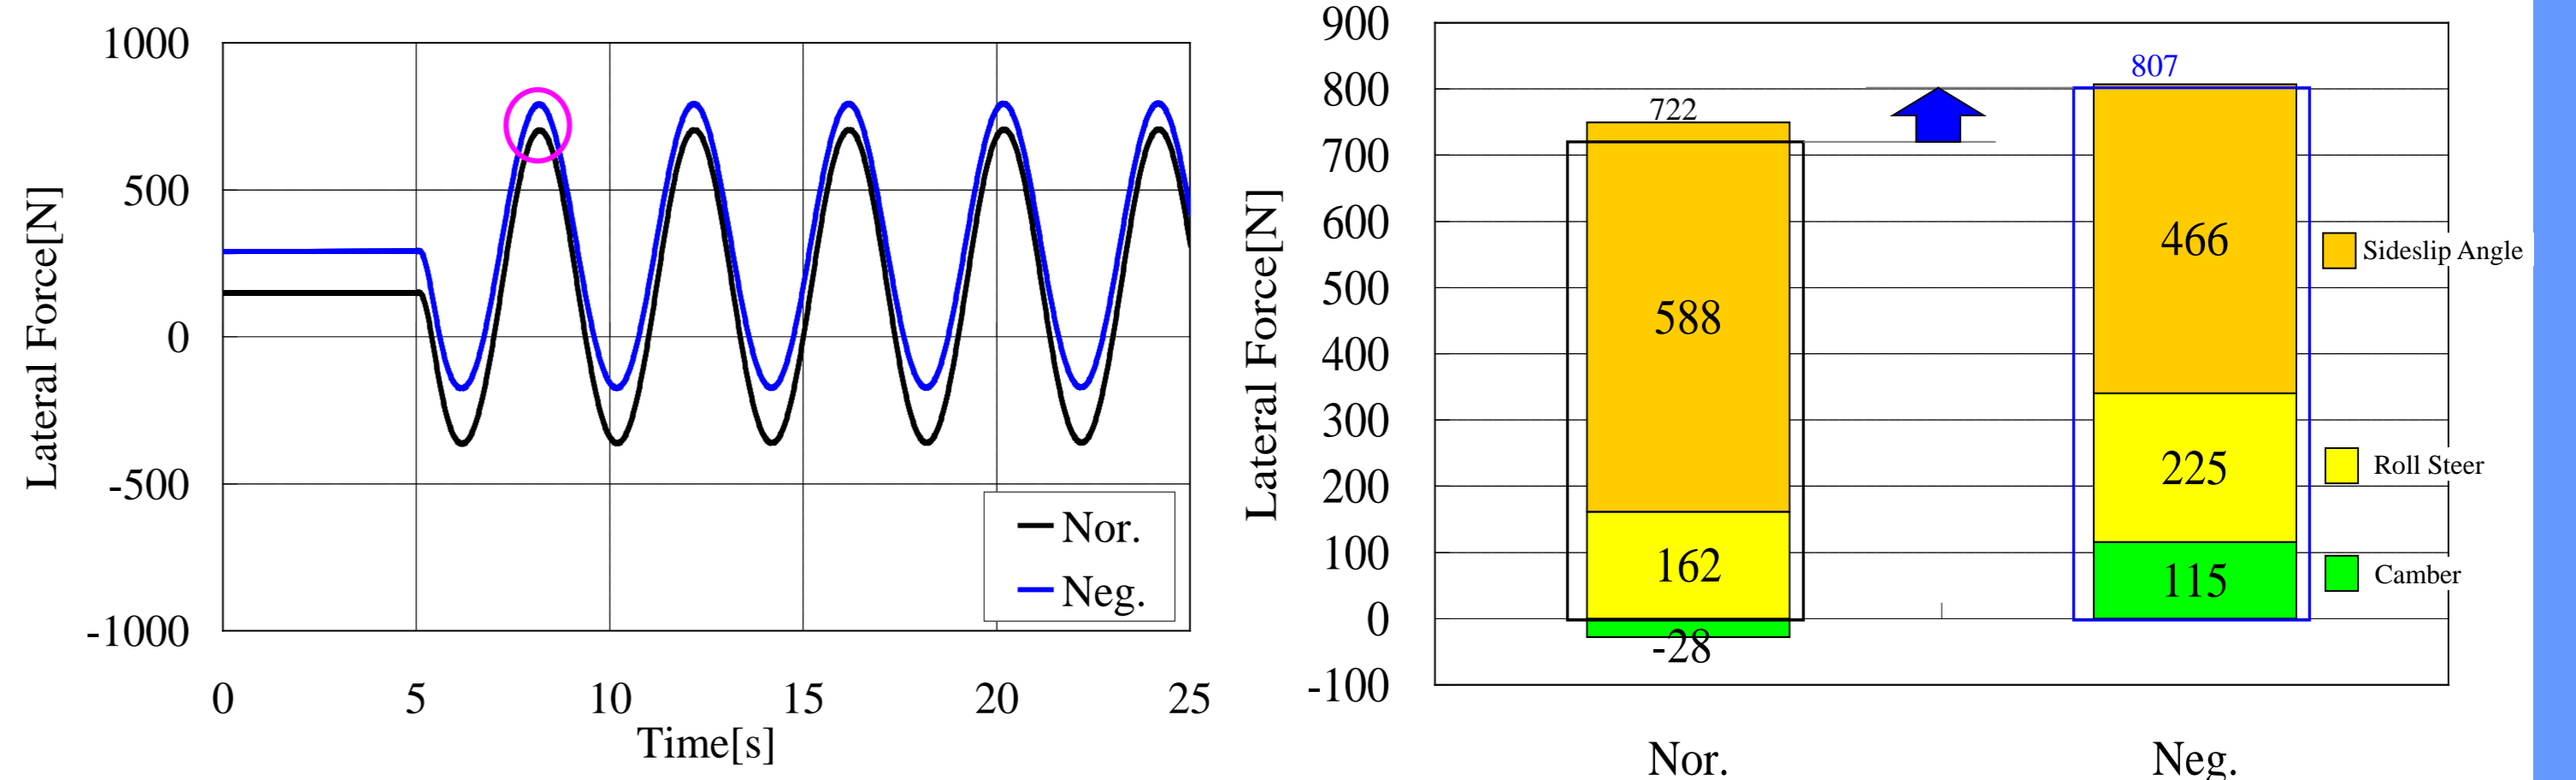 Lateral Force[N]
1000
500
0
-500
-1000
0 5 10 15 20 25
Time[s]
Nor.
Neg.
Lateral Force[N]
900
800
700
600
500
400
300
200
100
0
-100
722
588
162
-28
807
466
225
115
Sideslip Angle
Roll Steer
Camber
Nor. Neg.